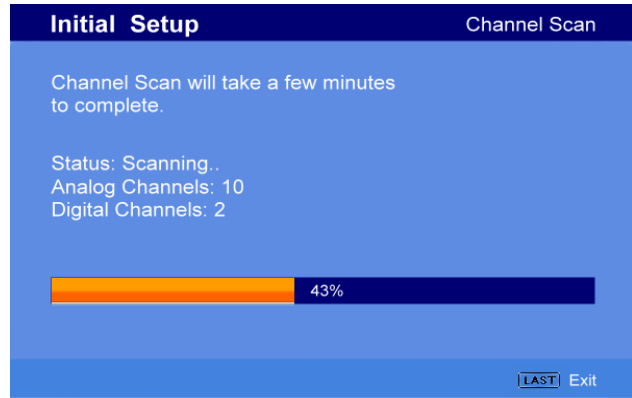 Initial Setup Channel Scan
Channel Scan will take a few minutes
to complete.
Status: Scanning..
Analog Channels: 10
Digital Channels: 2
43%
LAST Exit